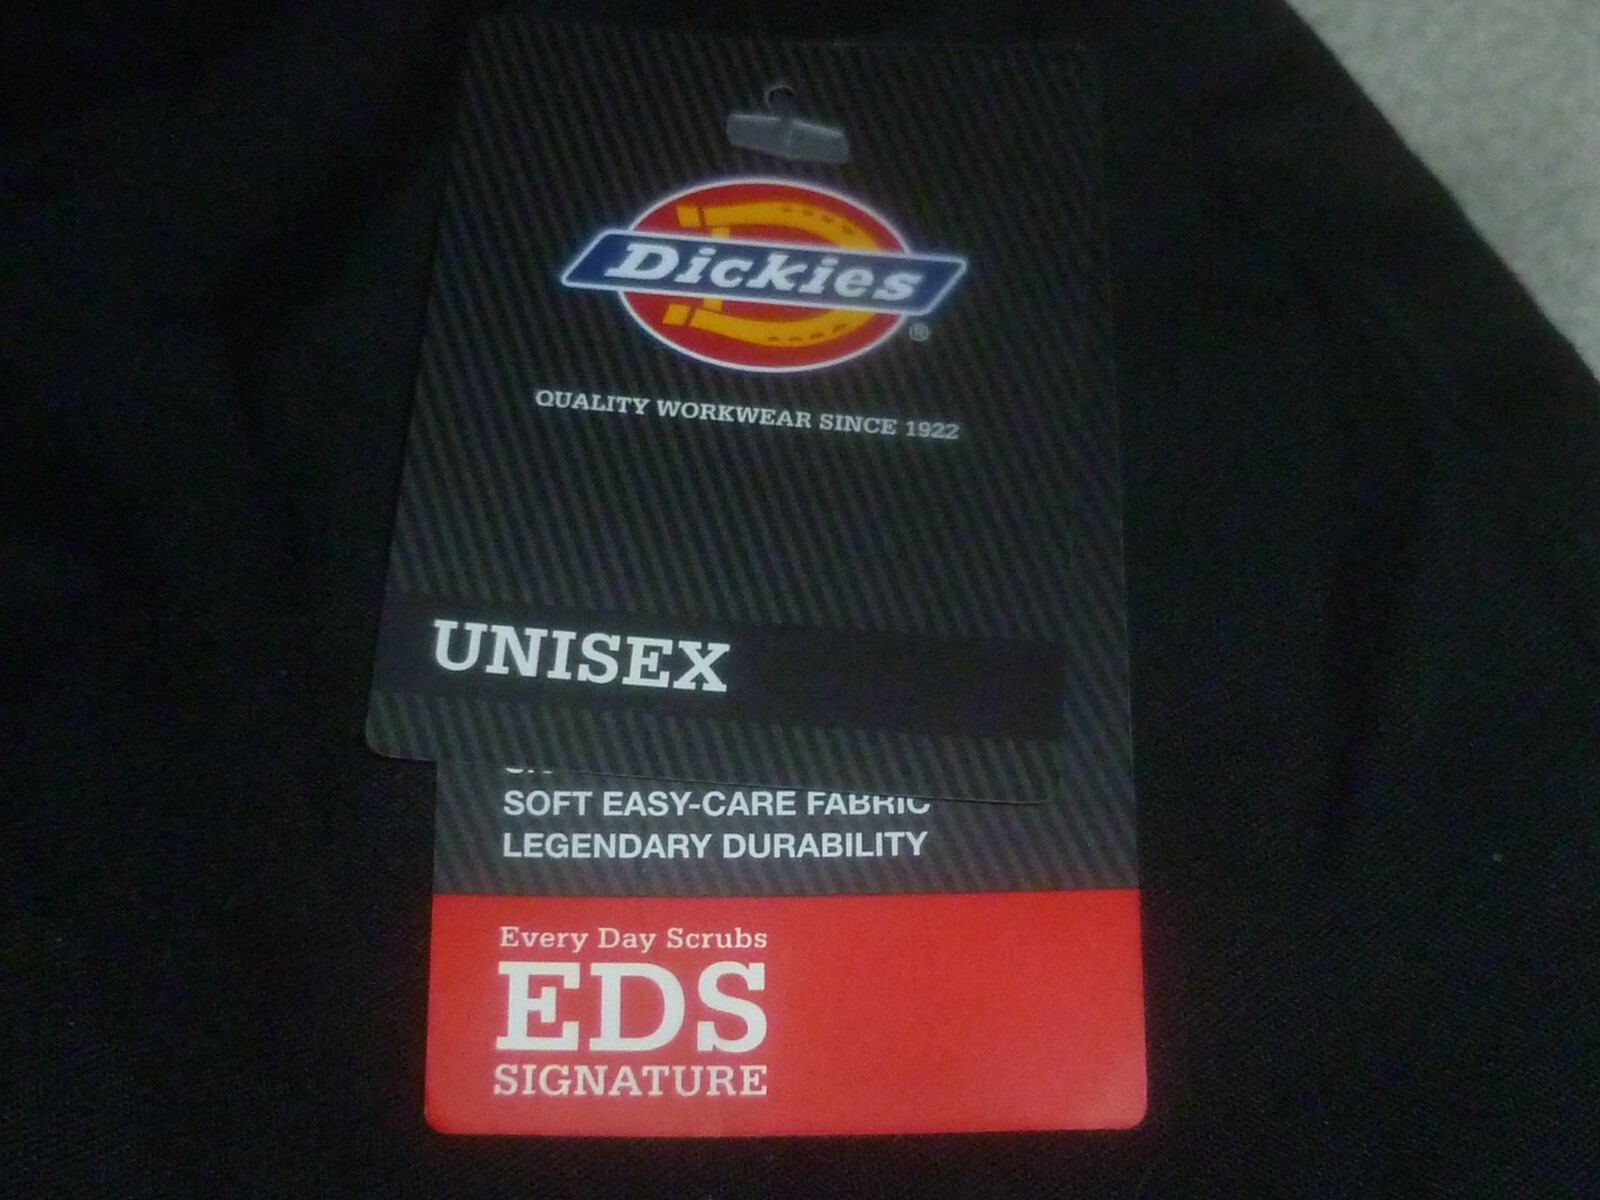 Dickies
®
QUALITY WORKWEAR SINCE 1922
UNISEX
SOFT EASY-CARE FABRIC
LEGENDARY DURABILITY
Every Day Scrubs
EDS
SIGNATURE